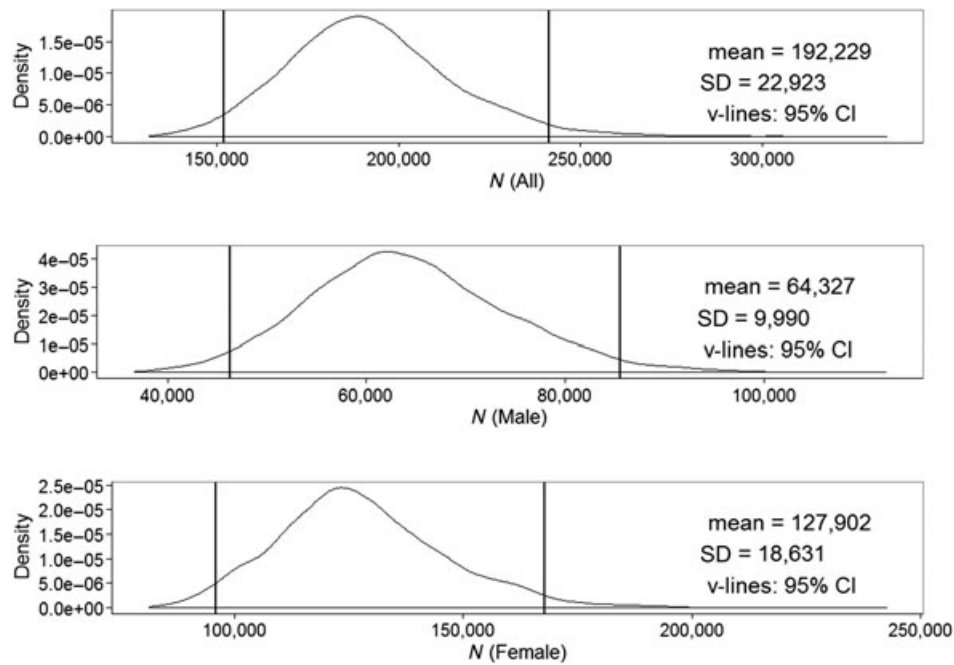 Density
1.5e−05
1.0e−05
5.0e−06
0.0e+00
mean = 192,229
SD = 22,923
v-lines: 95% CI
150,000 200,000 250,000 300,000
N (All)
Density
4e−05
3e−05
2e−05
1e−05
0e+00
mean = 64,327
SD = 9,990
v-lines: 95% CI
40,000 60,000 80,000 100,000
N (Male)
Density
2.5e−05
2.0e−05
1.5e−05
1.0e−05
5.0e−06
0.0e+00
mean = 127,902
SD = 18,631
v-lines: 95% CI
100,000 150,000 200,000 250,000
N (Female)